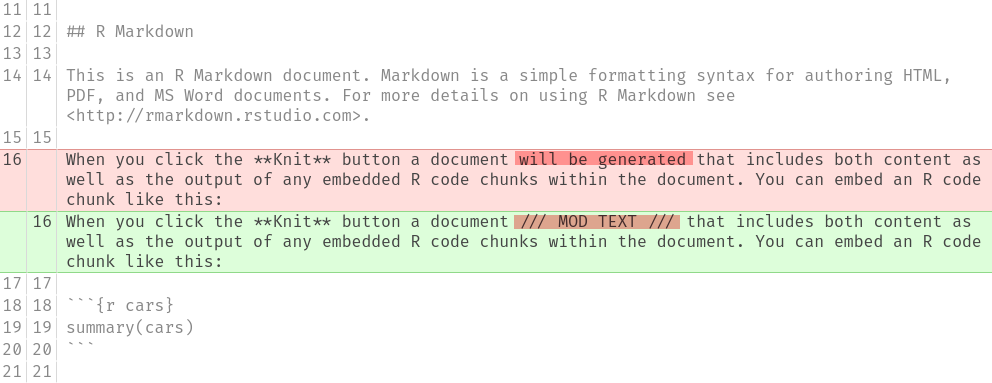 11 11
12 12 ## R Markdown
13 13
14 14 This is an R Markdown document. Markdown is a simple formatting syntax for authoring HTML,
PDF, and MS Word documents. For more details on using R Markdown see
<http://rmarkdown.rstudio.com>.
15 15
16 When you click the **Knit** button a document will be generated that includes both content as
well as the output of any embedded R code chunks within the document. You can embed an R code
chunk like this:
16 When you click the **Knit** button a document /// MOD TEXT /// that includes both content as
well as the output of any embedded R code chunks within the document. You can embed an R code
chunk like this:
17 17
18 18 ```{r cars}
19 19 summary(cars)
20 20 ```
21 21